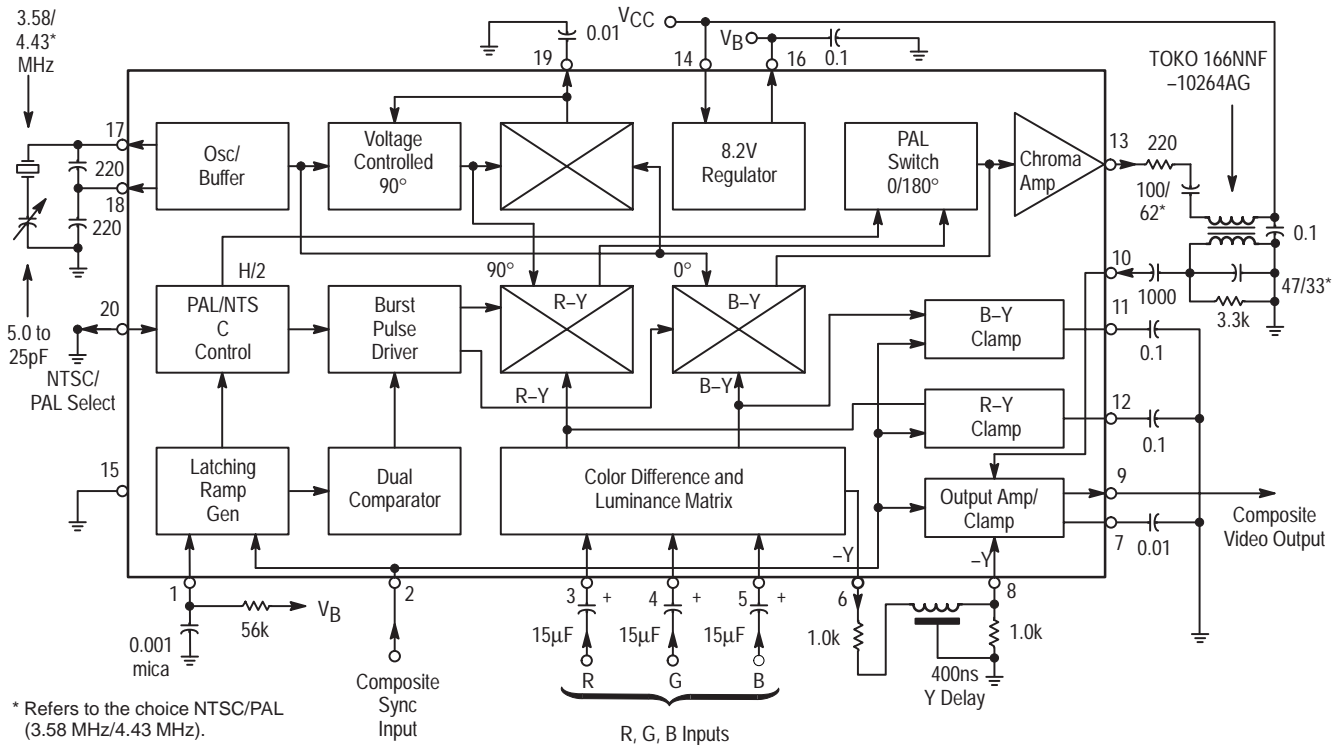 3.58/
4.43*
MHz
0.01
VCC
VB
0.1
TOKO 166NNF
–10264AG
19
14
16
17
Osc/
Buffer
Voltage
Controlled
90°
8.2V
Regulator
PAL
Switch
0/180°
Chroma
Amp
13
220
220
18
220
100/
62*
0.1
H/2
90°
0°
10
1000
47/33*
3.3k
20
PAL/NTS
C
Control
Burst
Pulse
Driver
R–Y
B–Y
B–Y
Clamp
11
0.1
5.0 to
25pF
NTSC/
PAL Select
R–Y
B–Y
R–Y
Clamp
12
0.1
15
Latching
Ramp
Gen
Dual
Comparator
Color Difference and
Luminance Matrix
Output Amp/
Clamp
9
Composite
Video Output
7
0.01
–Y
–Y
1
2
3
+
4
+
5
+
6
8
56k
VB
0.001
mica
15µF
15µF
15µF
1.0k
1.0k
400ns
Y Delay
R
G
B
Composite
Sync
Input
R, G, B Inputs
* Refers to the choice NTSC/PAL
(3.58 MHz/4.43 MHz).